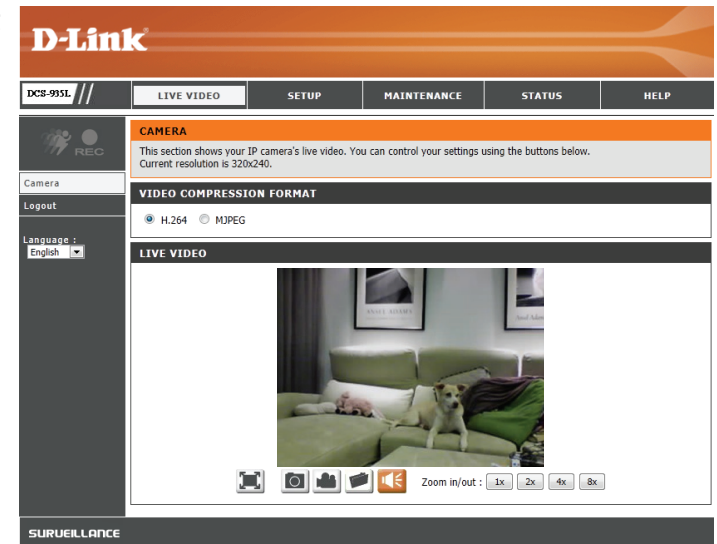 D-Link
DCS-935L
LIVE VIDEO
SETUP
MAINTENANCE
STATUS
HELP
REC
Camera
Logout
Language :
English
CAMERA
This section shows your IP camera's live video. You can control your settings using the buttons below.
Current resolution is 320x240.
VIDEO COMPRESSION FORMAT
H.264 MJPEG
LIVE VIDEO
ANSEL ADAMS
Zoom in/out : 1x 2x 4x 8x
SURVEILLANCE